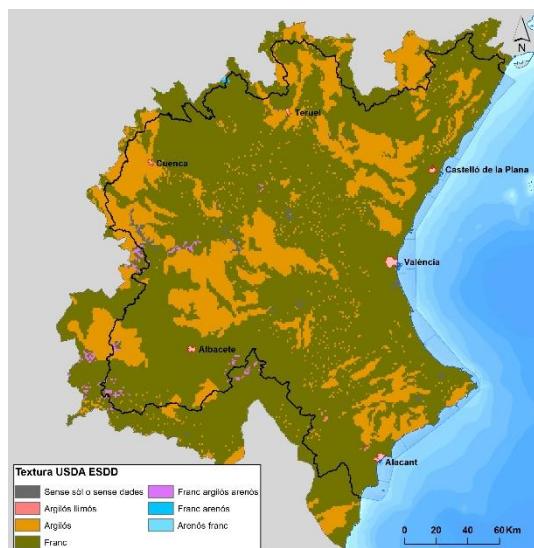 N
Teruel
Cuenca
Castelló de la Plana
València
Albacete
Alacant
Textura USDA ESDD
Sense sòl o sense dades
Franc argilós arenós
Argilós llimós
Franc arenós
Argilós
Arenós franc
Franc
0 20 40 60 Km